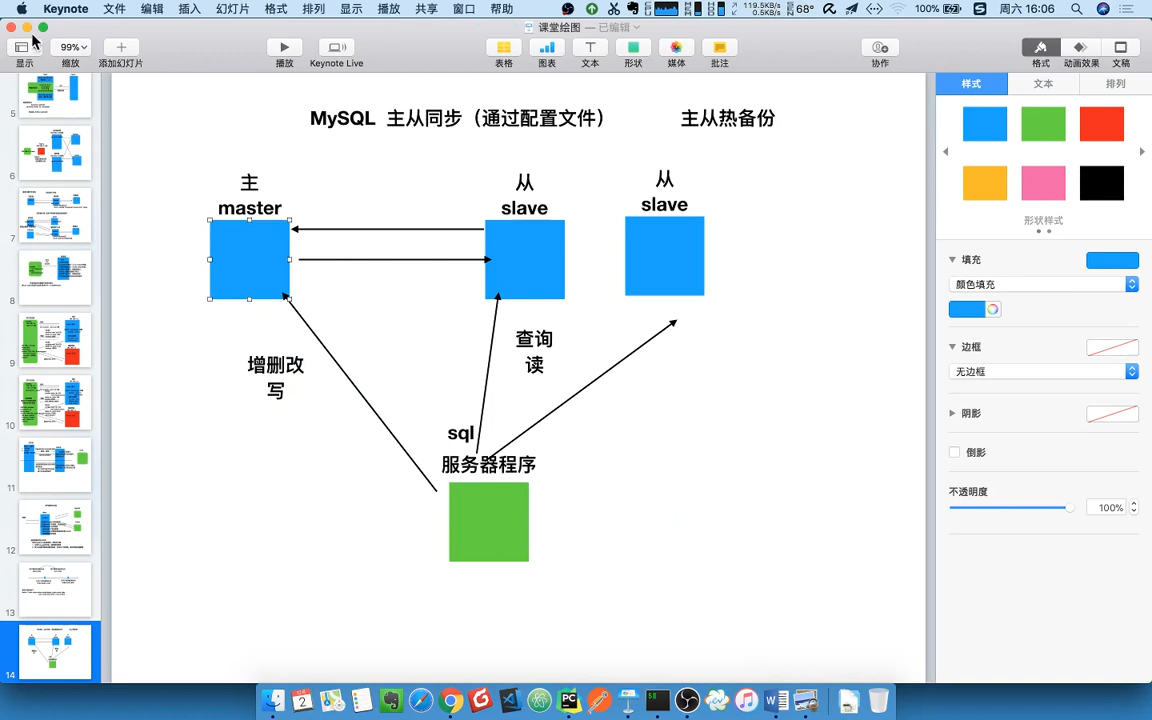 Keynote 文件 编辑 插入 幻灯片 格式 排列 显示 播放 共享 窗口 帮助 119.5KB/s 0.5KB/s 68° 100% 周六 16:06
课堂绘图 — 已编辑
99%
显示 缩放 添加幻灯片 播放 Keynote Live 表格 图表 文本 形状 媒体 批注 协作 格式 动画效果 文稿
样式 文本 排列
5
6
7
8
9
10
11
12
13
14
MySQL 主从同步（通过配置文件） 主从热备份
主 从 从
master slave slave
查询
读
增删改
写
sql
服务器程序
形状样式
填充
颜色填充
边框
无边框
阴影
倒影
不透明度
100%
2
PC